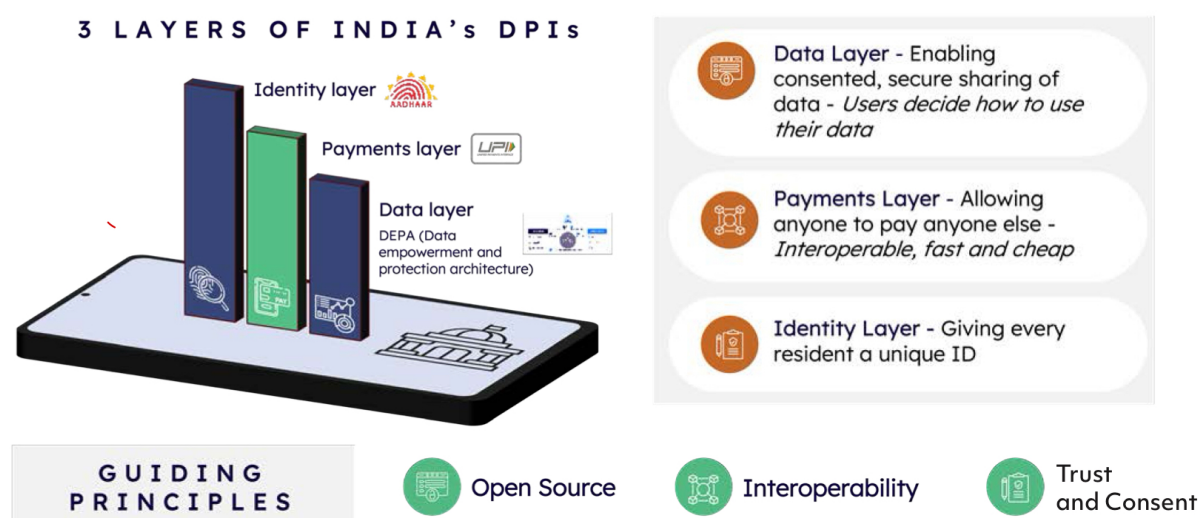 3 LAYERS OF INDIA's DPIs
Identity layer
AADHAAR
Payments layer
UPI
Data layer
DEPA (Data
empowerment and
protection architecture)
PAY
Data Layer - Enabling
consented, secure sharing of
data - Users decide how to use
their data
Payments Layer - Allowing
anyone to pay anyone else -
Interoperable, fast and cheap
Identity Layer - Giving every
resident a unique ID
GUIDING
PRINCIPLES
Open Source
Interoperability
Trust
and Consent